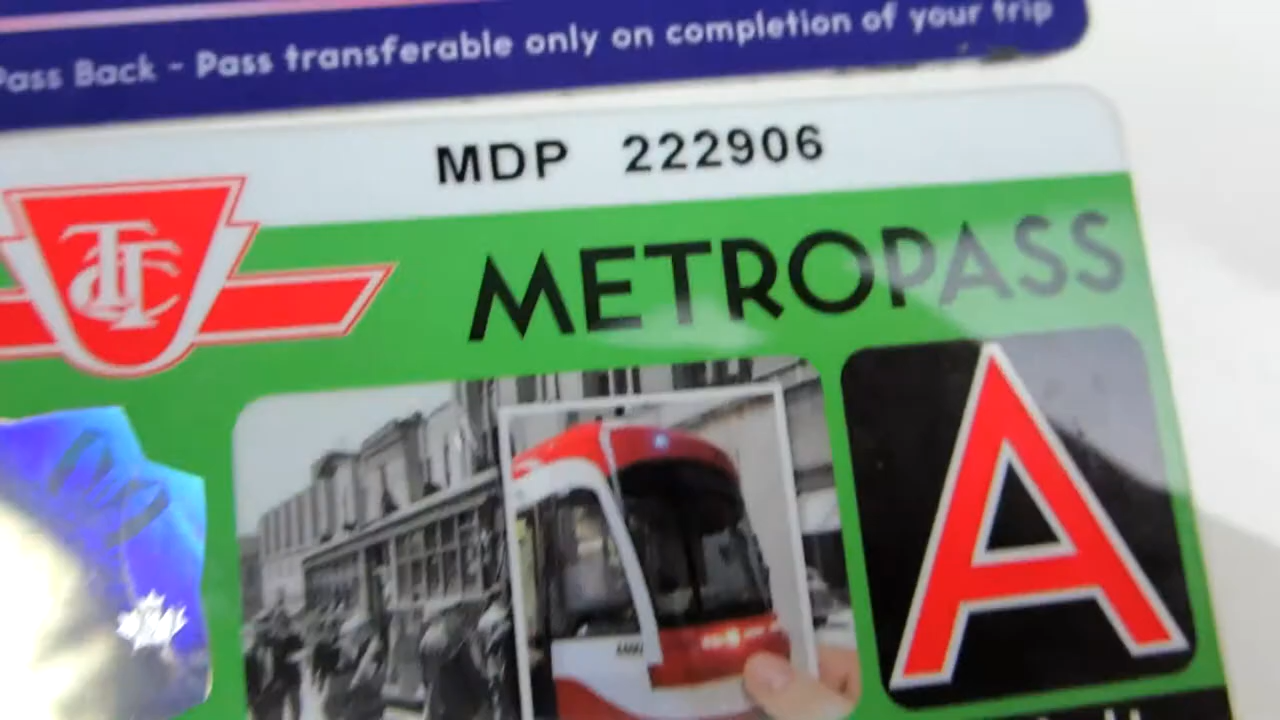 Pass Back - Pass transferable only on completion of your trip
MDP 222906
TTC
METROPASS
A